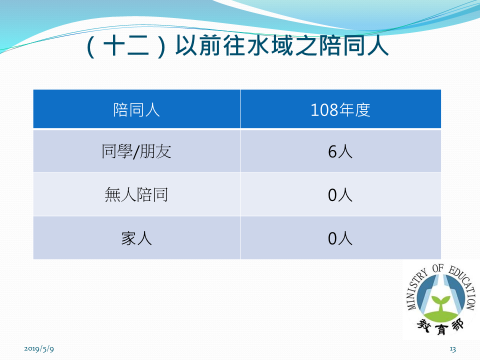 （十二）以前往水域之陪同人
陪同人 108年度
同學/朋友 6人
無人陪同 0人
家人 0人
MINISTRY OF EDUCATION
教育部
2019/5/9 13